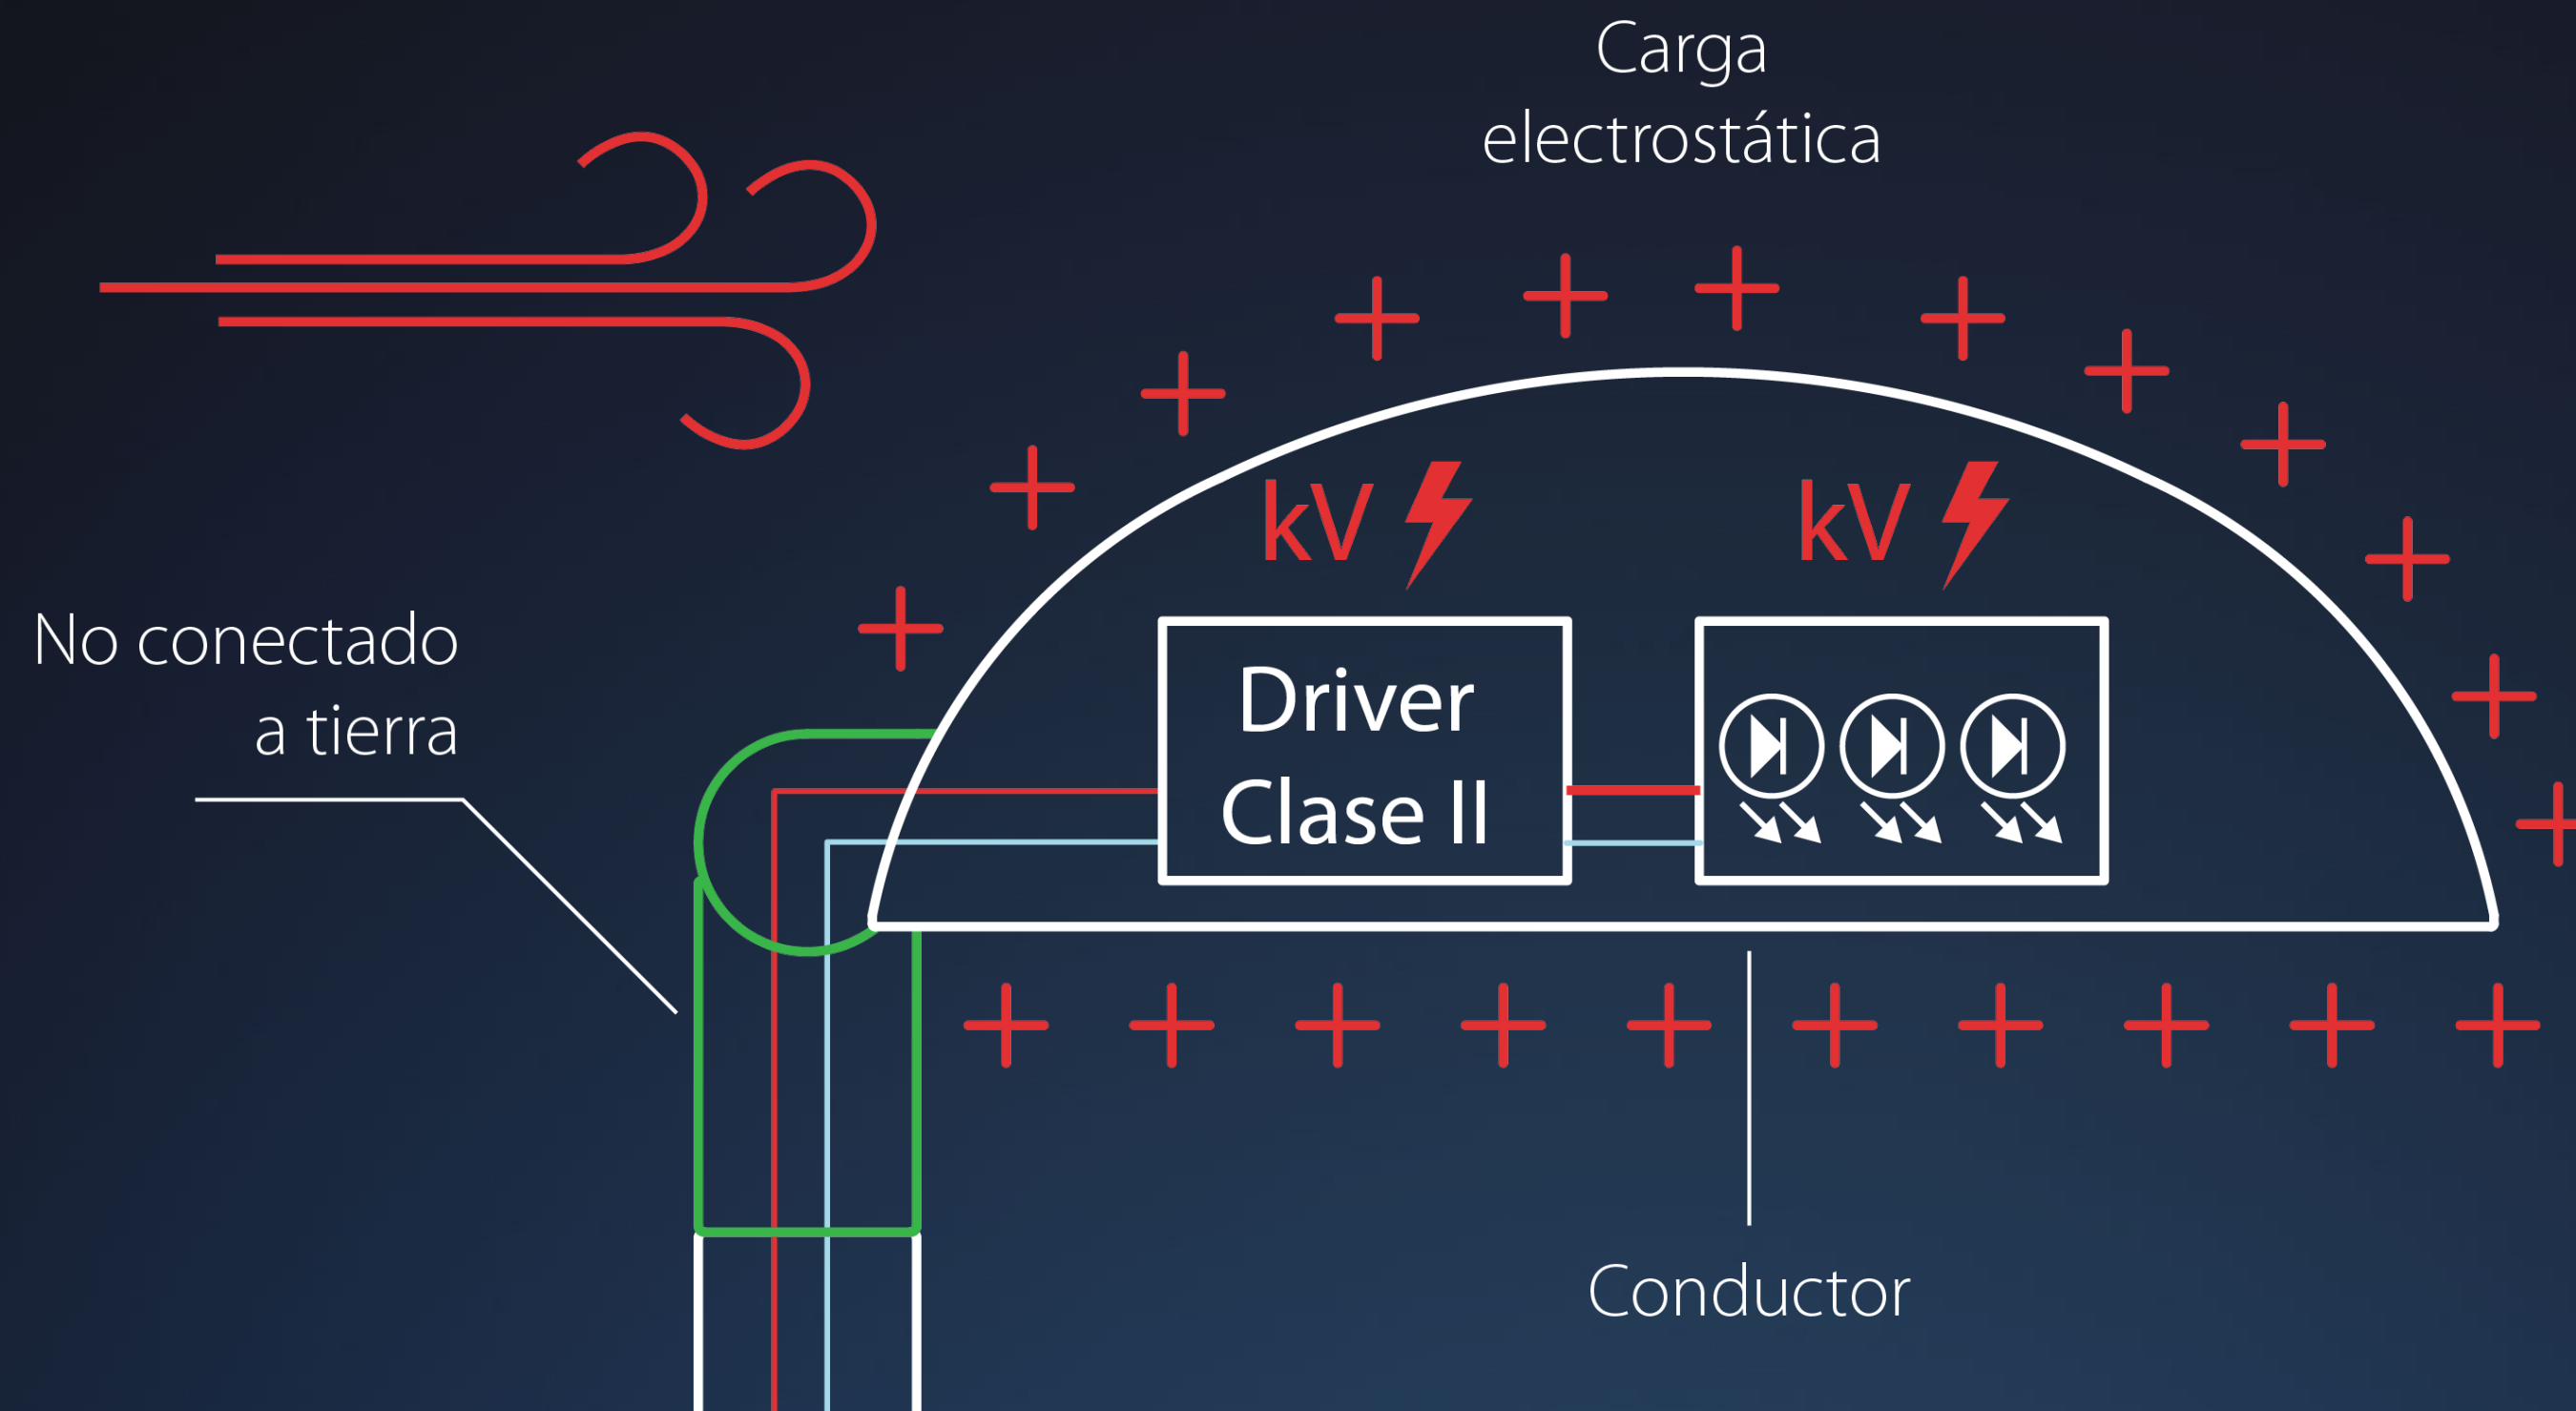 Carga
electrostática
kV
kV
No conectado
a tierra
Driver
Clase II
Conductor